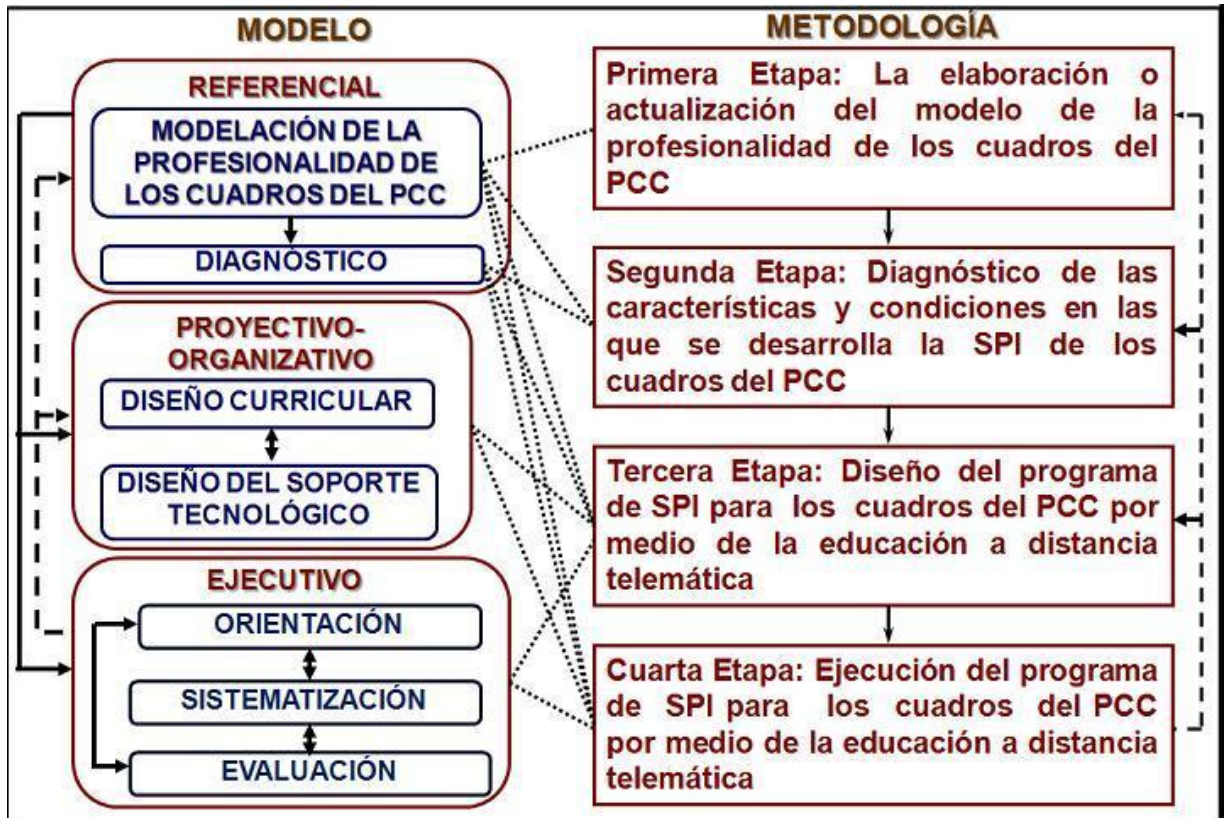 MODELO
REFERENCIAL
MODELACIÓN DE LA
PROFESIONALIDAD DE
LOS CUADROS DEL PCC
DIAGNÓSTICO
PROYECTIVO-
ORGANIZATIVO
DISEÑO CURRICULAR
DISEÑO DEL SOPORTE
TECNOLÓGICO
EJECUTIVO
ORIENTACIÓN
SISTEMATIZACIÓN
EVALUACIÓN
METODOLOGÍA
Primera Etapa: La elaboración o
actualización del modelo de la
profesionalidad de los cuadros del
PCC
Segunda Etapa: Diagnóstico de las
características y condiciones en las
que se desarrolla la SPI de los
cuadros del PCC
Tercera Etapa: Diseño del programa
de SPI para los cuadros del PCC por
medio de la educación a distancia
telemática
Cuarta Etapa: Ejecución del programa
de SPI para los cuadros del PCC
por medio de la educación a distancia
telemática